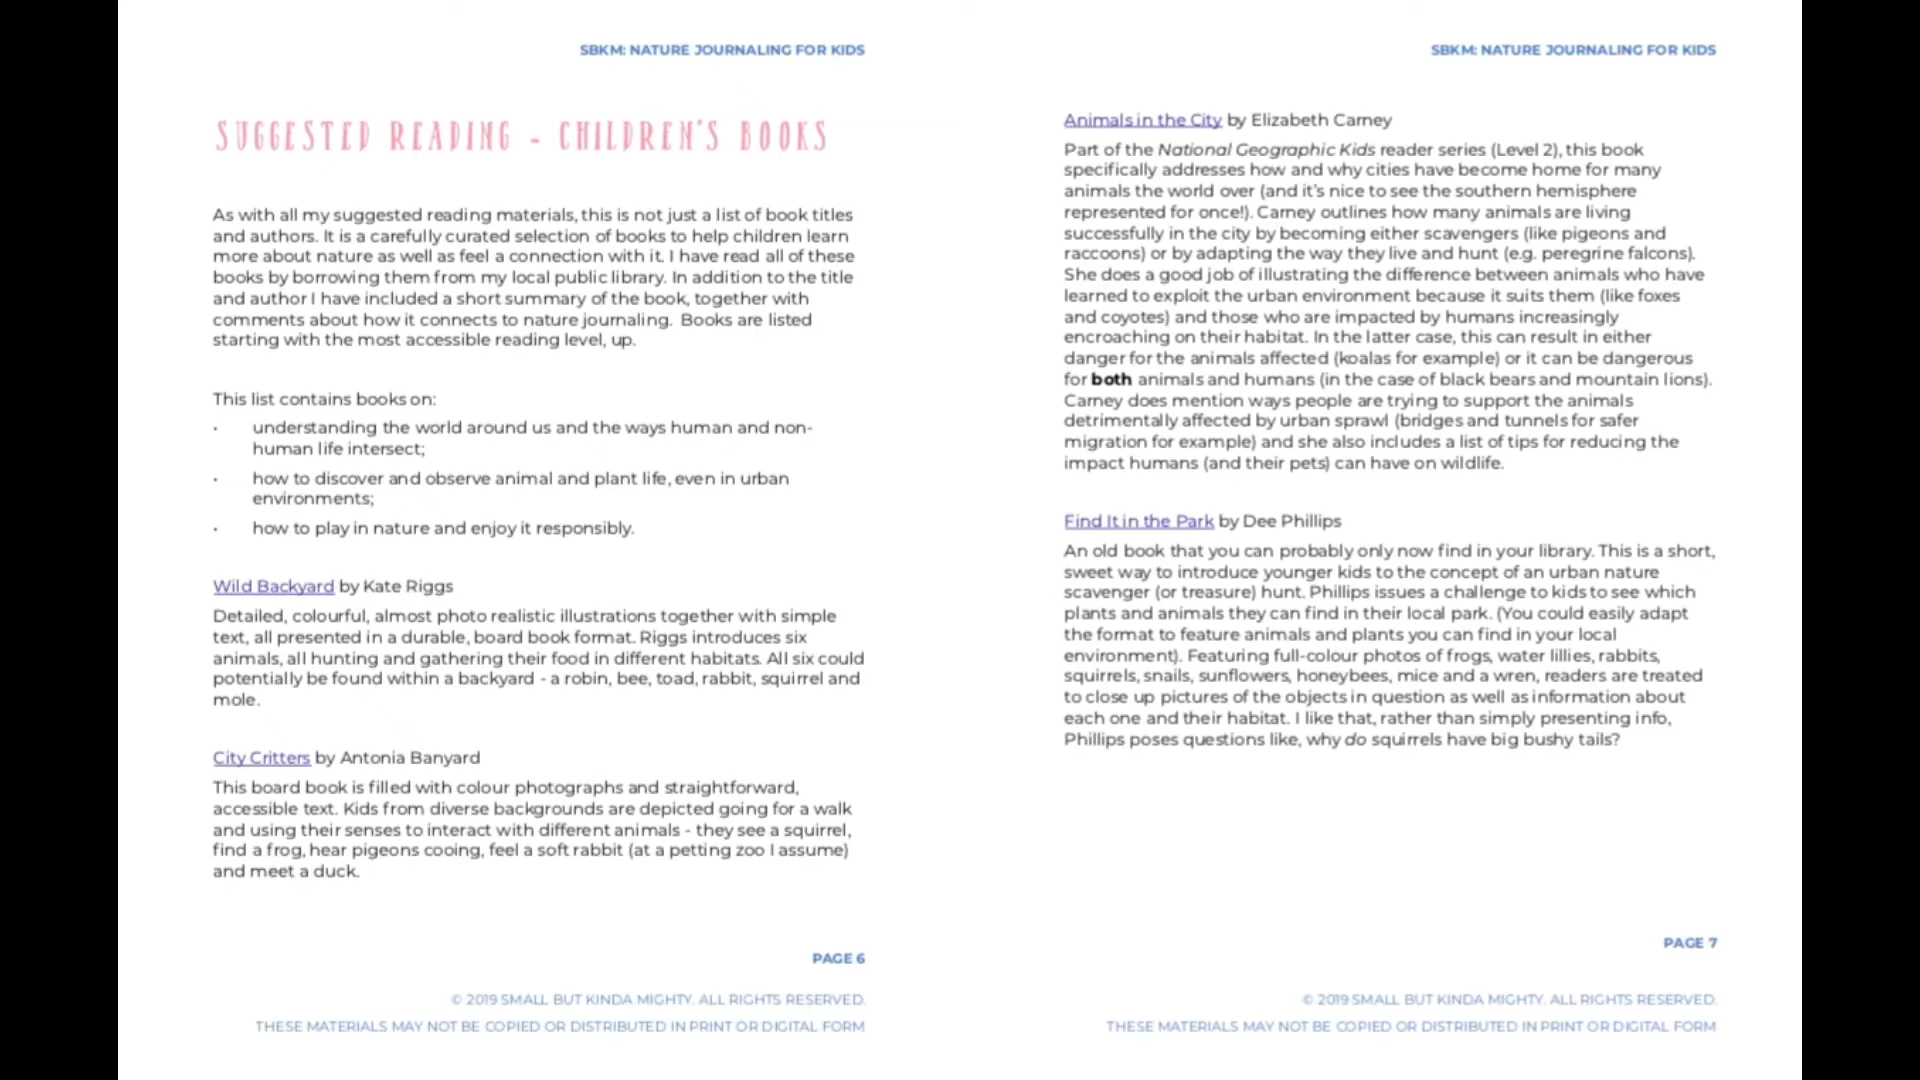 SBKM: NATURE JOURNALING FOR KIDS
SUGGESTED READING - CHILDREN'S BOOKS
As with all my suggested reading materials, this is not just a list of book titles
and authors. It is a carefully curated selection of books to help children learn
more about nature as well as feel a connection with it. I have read all of these
books by borrowing them from my local public library. In addition to the title
and author I have included a short summary of the book, together with
comments about how it connects to nature journaling. Books are listed
starting with the most accessible reading level, up.
This list contains books on:
· understanding the world around us and the ways human and non-
human life intersect;
· how to discover and observe animal and plant life, even in urban
environments;
· how to play in nature and enjoy it responsibly.
Wild Backyard by Kate Riggs
Detailed, colourful, almost photo realistic illustrations together with simple
text, all presented in a durable, board book format. Riggs introduces six
animals, all hunting and gathering their food in different habitats. All six could
potentially be found within a backyard - a robin, bee, toad, rabbit, squirrel and
mole.
City Critters by Antonia Banyard
This board book is filled with colour photographs and straightforward,
accessible text. Kids from diverse backgrounds are depicted going for a walk
and using their senses to interact with different animals - they see a squirrel,
find a frog, hear pigeons cooing, feel a soft rabbit (at a petting zoo I assume)
and meet a duck.
PAGE 6
© 2019 SMALL BUT KINDA MIGHTY. ALL RIGHTS RESERVED.
THESE MATERIALS MAY NOT BE COPIED OR DISTRIBUTED IN PRINT OR DIGITAL FORM
SBKM: NATURE JOURNALING FOR KIDS
Animals in the City by Elizabeth Carney
Part of the National Geographic Kids reader series (Level 2), this book
specifically addresses how and why cities have become home for many
animals the world over (and it's nice to see the southern hemisphere
represented for once!). Carney outlines how many animals are living
successfully in the city by becoming either scavengers (like pigeons and
raccoons) or by adapting the way they live and hunt (e.g. peregrine falcons).
She does a good job of illustrating the difference between animals who have
learned to exploit the urban environment because it suits them (like foxes
and coyotes) and those who are impacted by humans increasingly
encroaching on their habitat. In the latter case, this can result in either
danger for the animals affected (koalas for example) or it can be dangerous
for both animals and humans (in the case of black bears and mountain lions).
Carney does mention ways people are trying to support the animals
detrimentally affected by urban sprawl (bridges and tunnels for safer
migration for example) and she also includes a list of tips for reducing the
impact humans (and their pets) can have on wildlife.
Find It in the Park by Dee Phillips
An old book that you can probably only now find in your library. This is a short,
sweet way to introduce younger kids to the concept of an urban nature
scavenger (or treasure) hunt. Phillips issues a challenge to kids to see which
plants and animals they can find in their local park. (You could easily adapt
the format to feature animals and plants you can find in your local
environment). Featuring full-colour photos of frogs, water lillies, rabbits,
squirrels, snails, sunflowers, honeybees, mice and a wren, readers are treated
to close up pictures of the objects in question as well as information about
each one and their habitat. I like that, rather than simply presenting info,
Phillips poses questions like, why do squirrels have big bushy tails?
PAGE 7
© 2019 SMALL BUT KINDA MIGHTY. ALL RIGHTS RESERVED.
THESE MATERIALS MAY NOT BE COPIED OR DISTRIBUTED IN PRINT OR DIGITAL FORM